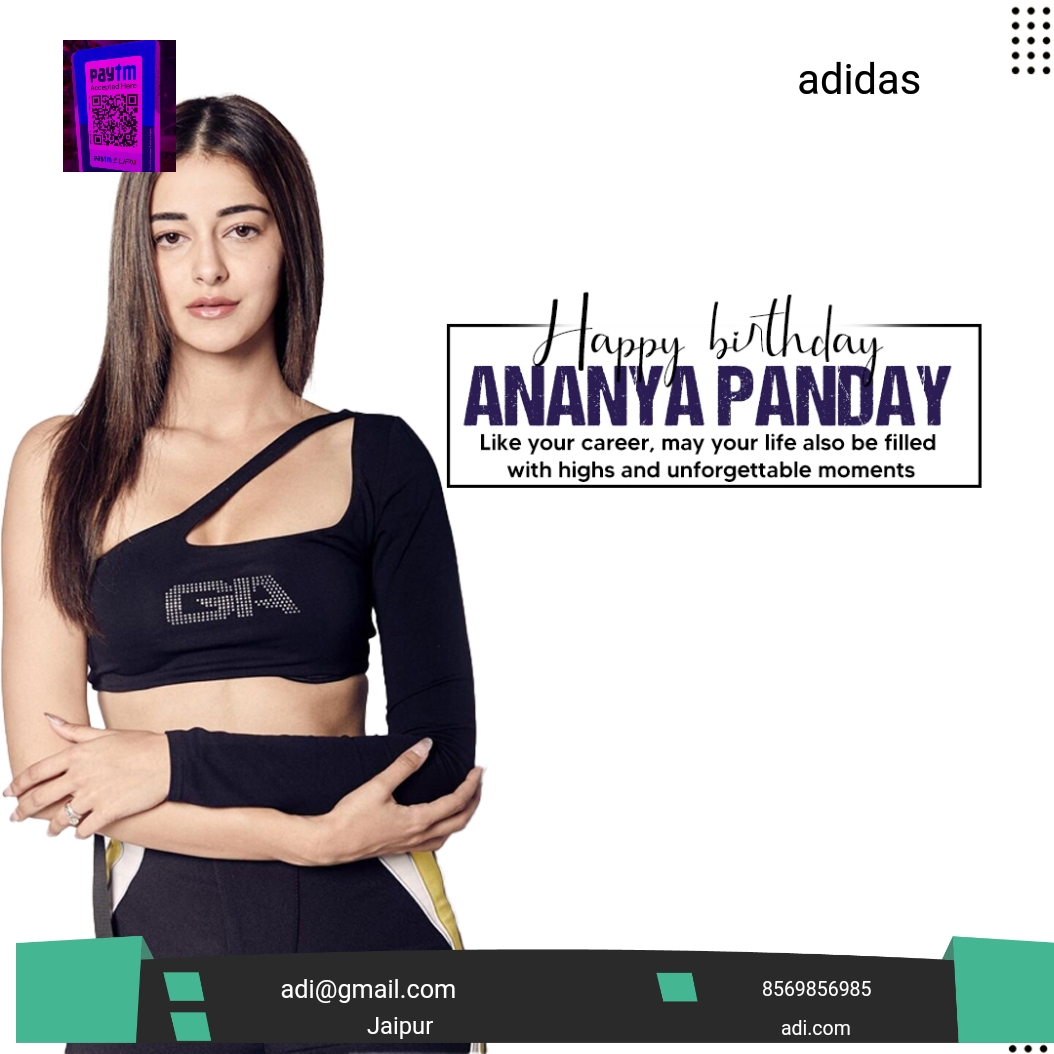 paytm
Accepted Here
adidas
Happy birthday
ANANYA PANDAY
Like your career, may your life also be filled
with highs and unforgettable moments
GA
adi@gmail.com
8569856985
Jaipur
adi.com